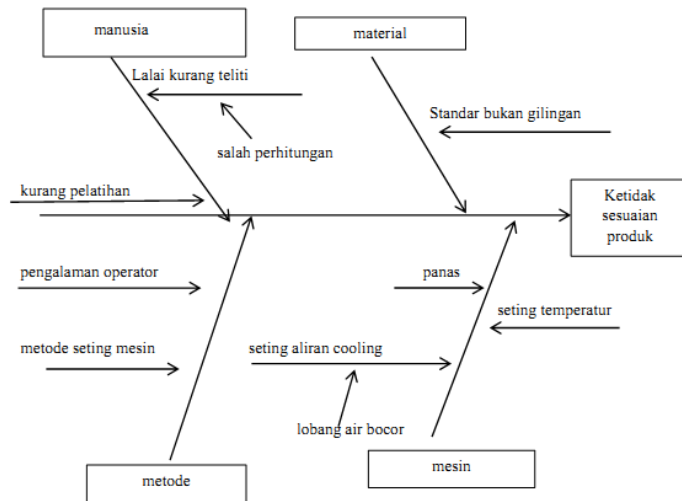 manusia
material
Lalai kurang teliti
Standar bukan gilingan
salah perhitungan
kurang pelatihan
Ketidak
sesuaian
produk
pengalaman operator
panas
seting temperatur
metode seting mesin
seting aliran cooling
lobang air bocor
metode
mesin